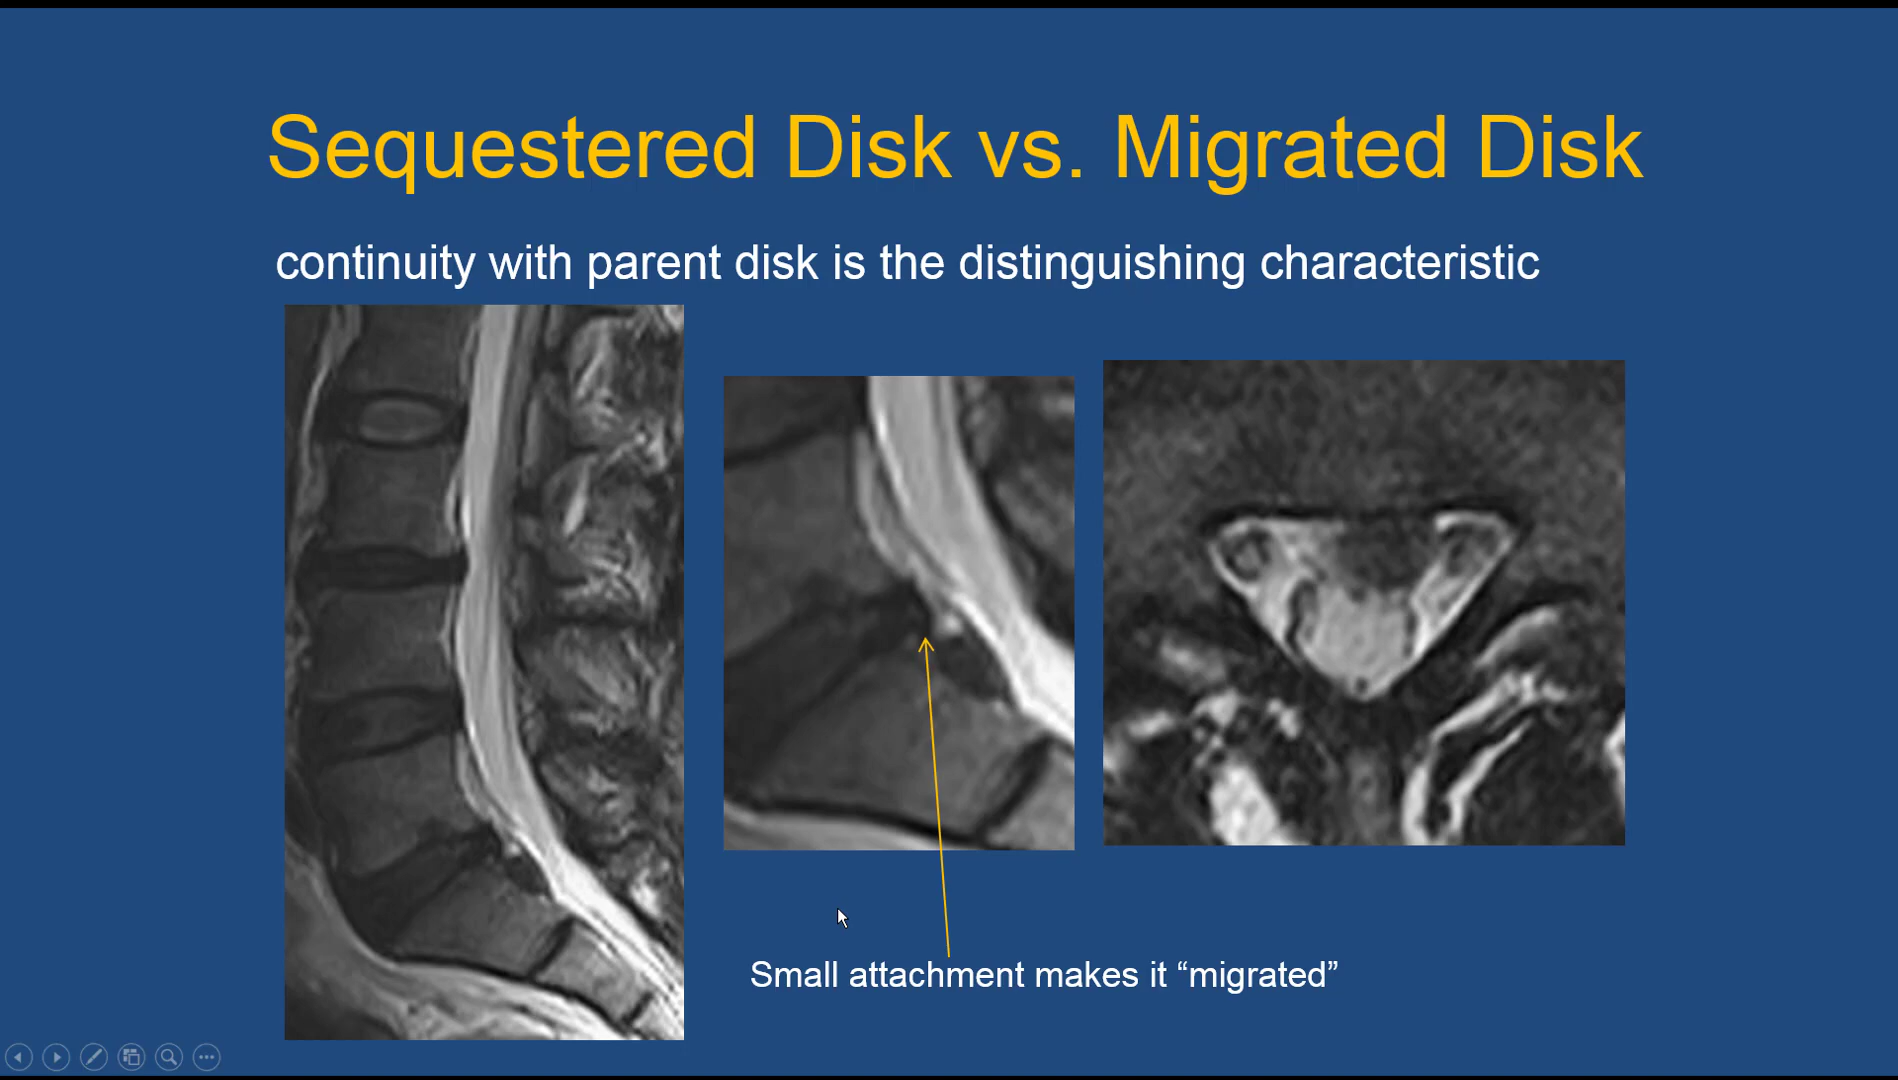 Sequestered Disk vs. Migrated Disk
continuity with parent disk is the distinguishing characteristic
Small attachment makes it “migrated”